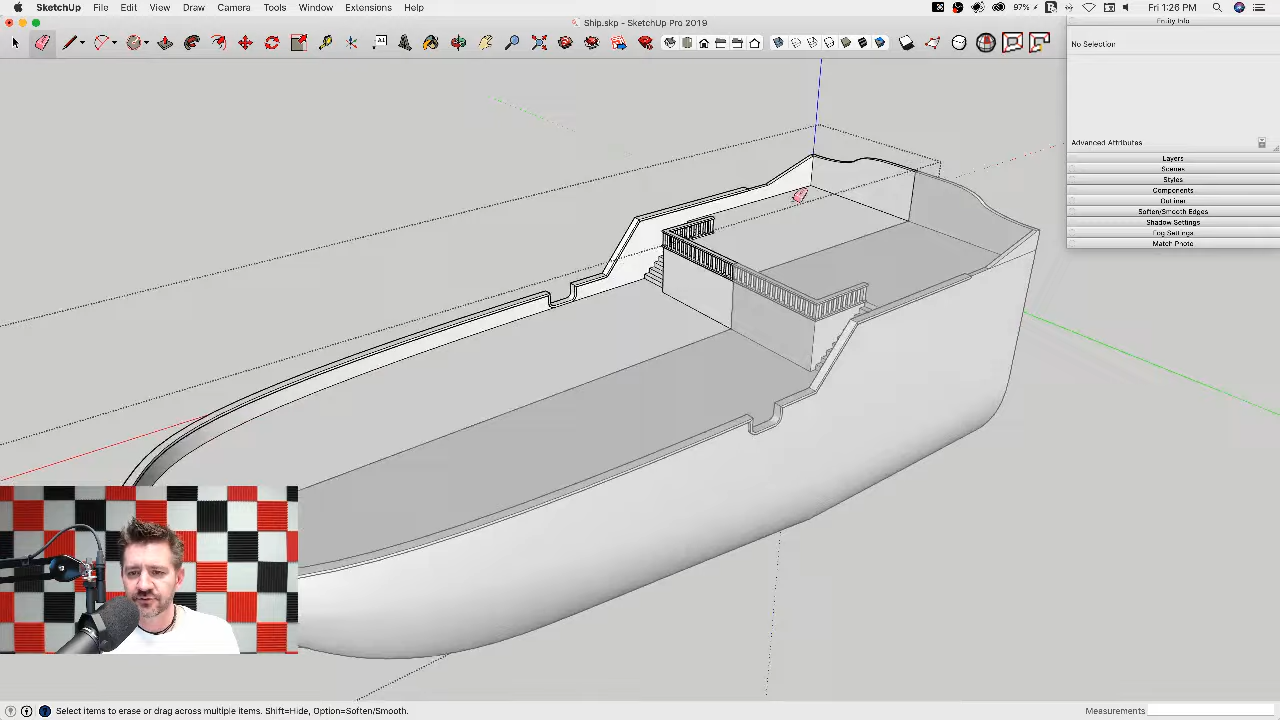 SketchUp File Edit View Draw Camera Tools Window Extensions Help
97% Fri 1:26 PM
Ship.skp - SketchUp Pro 2019
Entity Info
No Selection
Advanced Attributes
Layers
Scenes
Styles
Components
Outliner
Soften/Smooth Edges
Shadow Settings
Fog Settings
Match Photo
Select items to erase or drag across multiple items. Shift=Hide, Option=Soften/Smooth.
Measurements